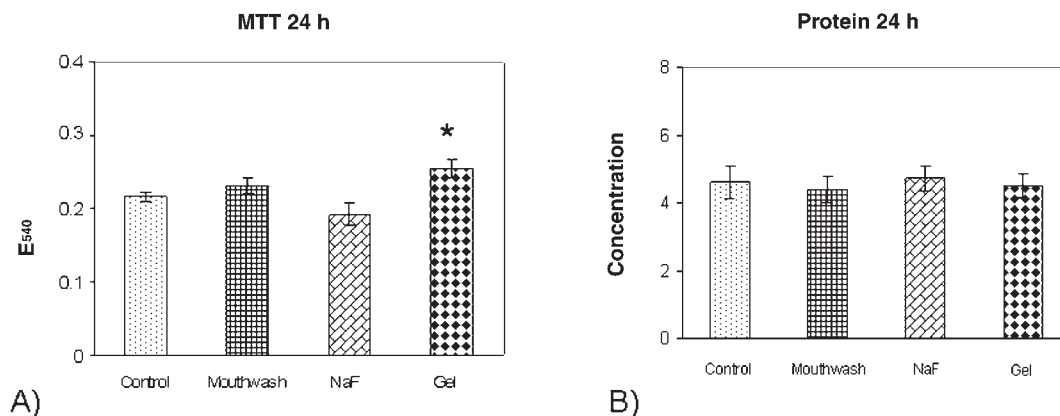 MTT 24 h
0.4
0.3
0.2
0.1
0
E540
*
Control Mouthwash NaF Gel
A)
Protein 24 h
8
6
4
2
0
Concentration
Control Mouthwash NaF Gel
B)